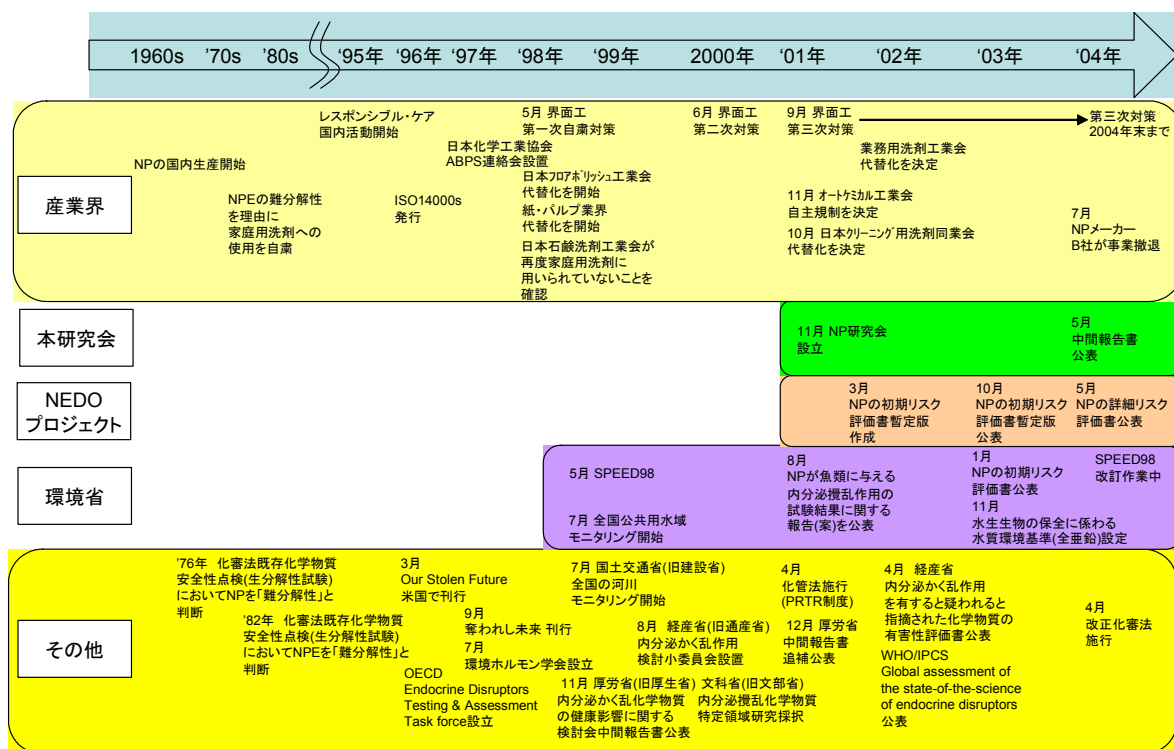 1960s '70s '80s '95年 '96年 '97年 '98年 '99年 2000年 '01年 '02年 '03年 '04年
産業界
NPの国内生産開始
NPEの難分解性
を理由に
家庭用洗剤への
使用を自粛
レスポンシブル・ケア
国内活動開始
ISO14000s
発行
日本化学工業協会
ABPS連絡会設置
5月 界面工
第一次自粛対策
日本フロアポリッシュ工業会
代替化を開始
紙・パルプ業界
代替化を開始
日本石鹸洗剤工業会が
再度家庭用洗剤に
用いられていないことを
確認
6月 界面工
第二次対策
9月 界面工
第三次対策
業務用洗剤工業会
代替化を決定
11月 オートケミカル工業会
自主規制を決定
10月 日本クリーニング用洗剤同業会
代替化を決定
第三次対策
2004年末まで
7月
NPメーカー
B社が事業撤退
本研究会
11月 NP研究会
設立
5月
中間報告書
公表
NEDO
プロジェクト
3月
NPの初期リスク
評価書暫定版
作成
10月
NPの初期リスク
評価書暫定版
公表
5月
NPの詳細リスク
評価書公表
環境省
5月 SPEED98
7月 全国公共用水域
モニタリング開始
8月
NPが魚類に与える
内分泌攪乱作用の
試験結果に関する
報告(案)を公表
1月
NPの初期リスク
評価書公表
11月
水生生物の保全に係わる
水質環境基準(全亜鉛)設定
SPEED98
改訂作業中
その他
'76年 化審法既存化学物質
安全性点検(生分解性試験)
においてNPを「難分解性」と
判断
'82年 化審法既存化学物質
安全性点検(生分解性試験)
においてNPEを「難分解性」と
判断
3月
Our Stolen Future
米国で刊行
9月
奪われし未来 刊行
7月
環境ホルモン学会設立
OECD
Endocrine Disruptors
Testing & Assessment
Task force設立
7月 国土交通省(旧建設省)
全国の河川
モニタリング開始
8月 経産省(旧通産省)
内分泌かく乱作用
検討小委員会設置
11月 厚労省(旧厚生省)
内分泌かく乱化学物質
の健康影響に関する
検討会中間報告書公表
文科省(旧文部省)
内分泌攪乱化学物質
特定領域研究採択
4月
化管法施行
(PRTR制度)
12月 厚労省
中間報告書
追補公表
4月 経産省
内分泌かく乱作用
を有すると疑われると
指摘された化学物質の
有害性評価書公表
WHO/IPCS
Global assessment of
the state-of-the-science
of endocrine disruptors
公表
4月
改正化審法
施行